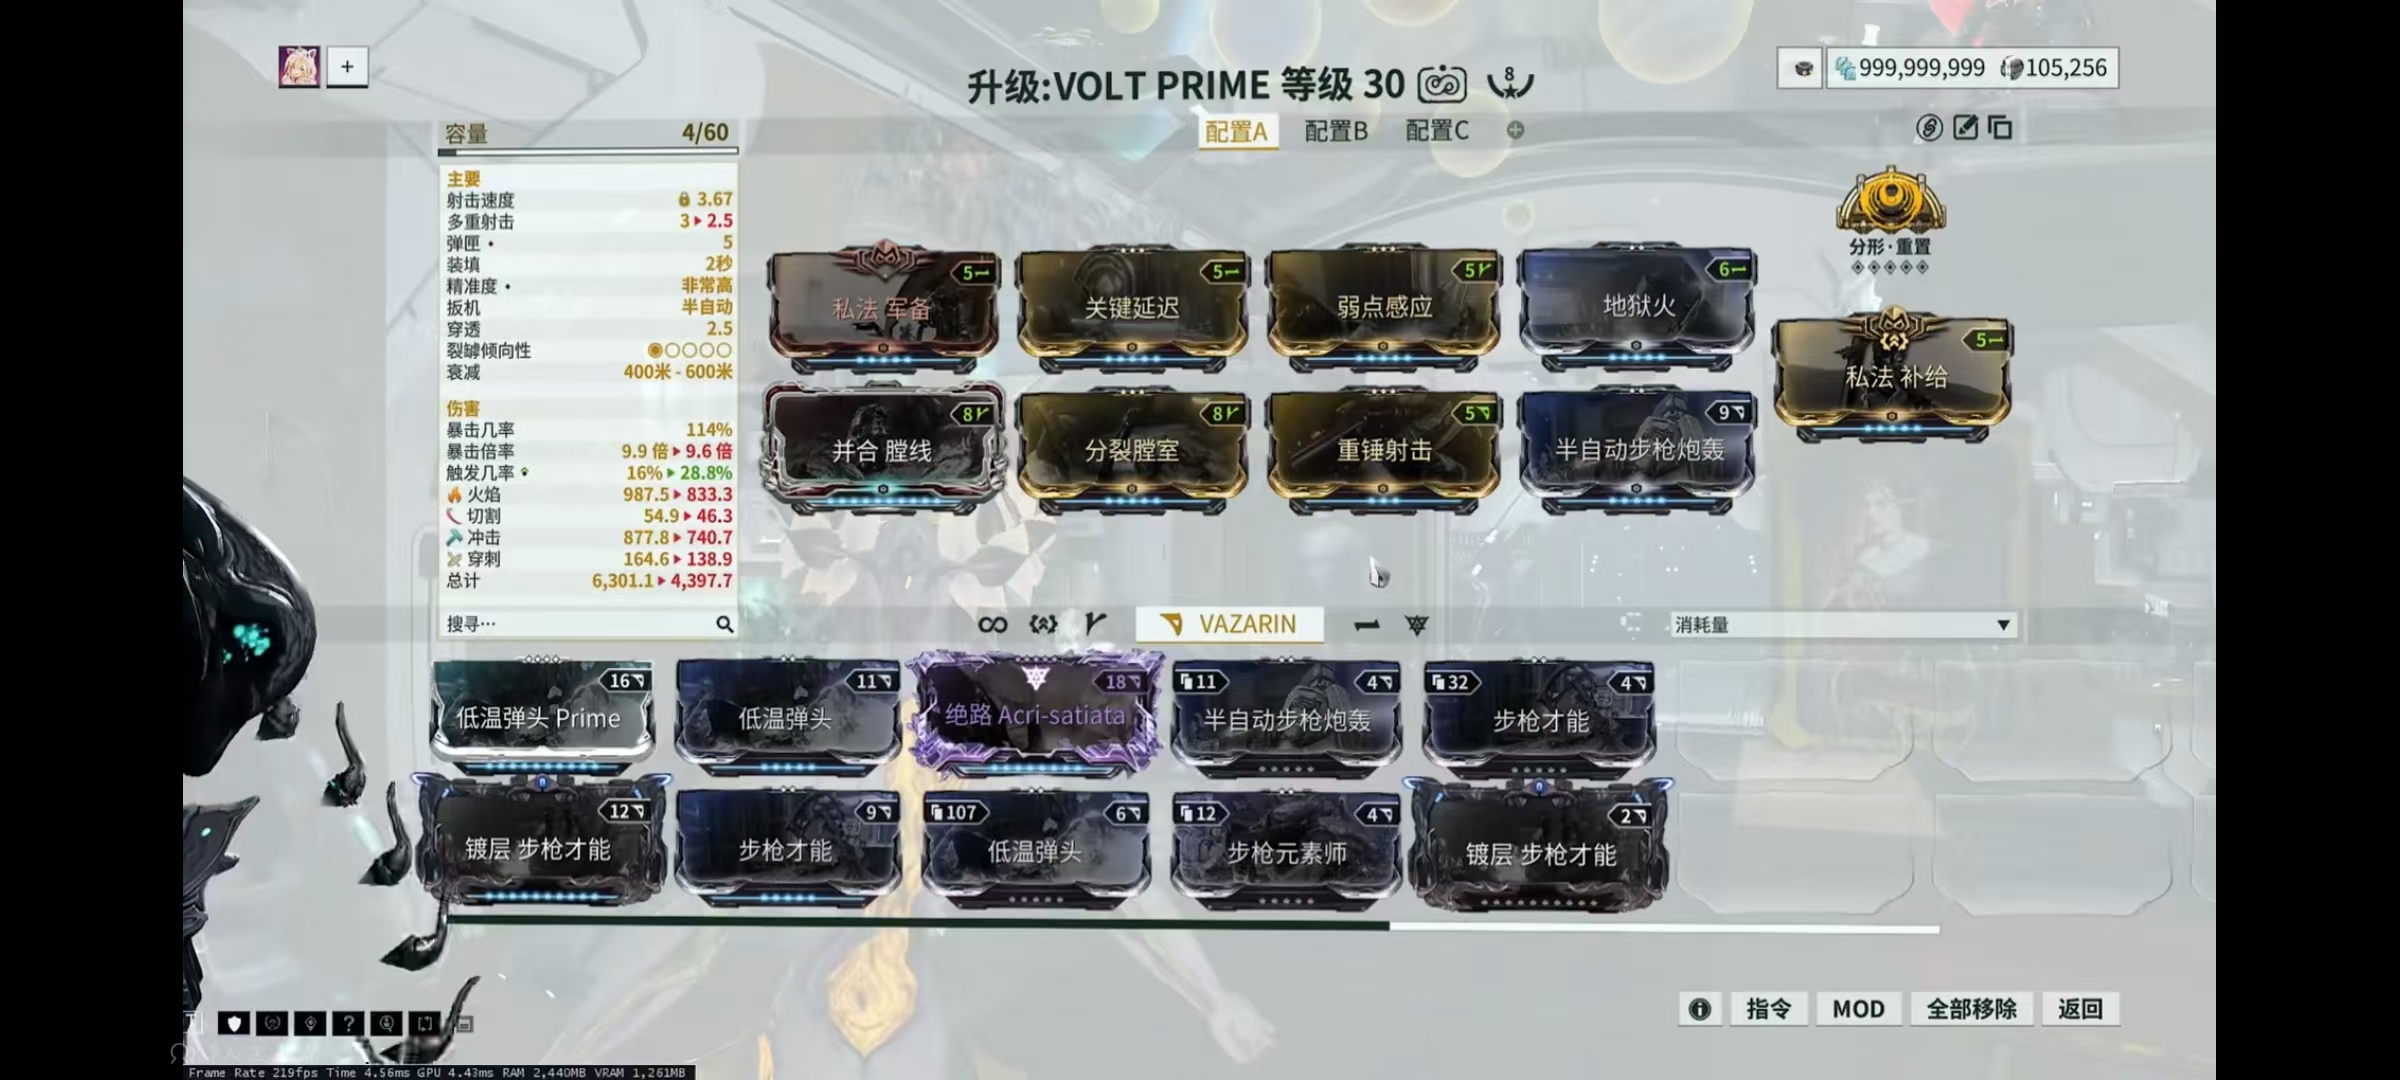 +
升级:VOLT PRIME 等级 30
8
999,999,999
105,256
配置A
配置B
配置C
容量 4/60
主要
射击速度 3.67
多重射击 3▸2.5
弹匣• 5
装填 2秒
精准度• 非常高
扳机 半自动
穿透 2.5
裂罅倾向性
衰减 400米 - 600米
伤害
暴击几率 114%
暴击倍率 9.9 倍▸9.6 倍
触发几率 16%▸28.8%
火焰 987.5▸833.3
切割 54.9▸46.3
冲击 877.8▸740.7
穿刺 164.6▸138.9
总计 6,301.1▸4,397.7
搜寻…
5
私法 军备
5
关键延迟
5
弱点感应
6
地狱火
分形·重置
5
私法 补给
8
并合 膛线
8
分裂膛室
5
重锤射击
9
半自动步枪炮轰
VAZARIN
消耗量
16
低温弹头 Prime
11
低温弹头
18
绝路 Acri-satiata
11 4
半自动步枪炮轰
32 4
步枪才能
12
镀层 步枪才能
9
步枪才能
107 6
低温弹头
12 4
步枪元素师
2
镀层 步枪才能
指令
MOD
全部移除
返回
?
Frame Rate 219fps Time 4.56ms GPU 4.43ms RAM 2,440MB VRAM 1,261MB